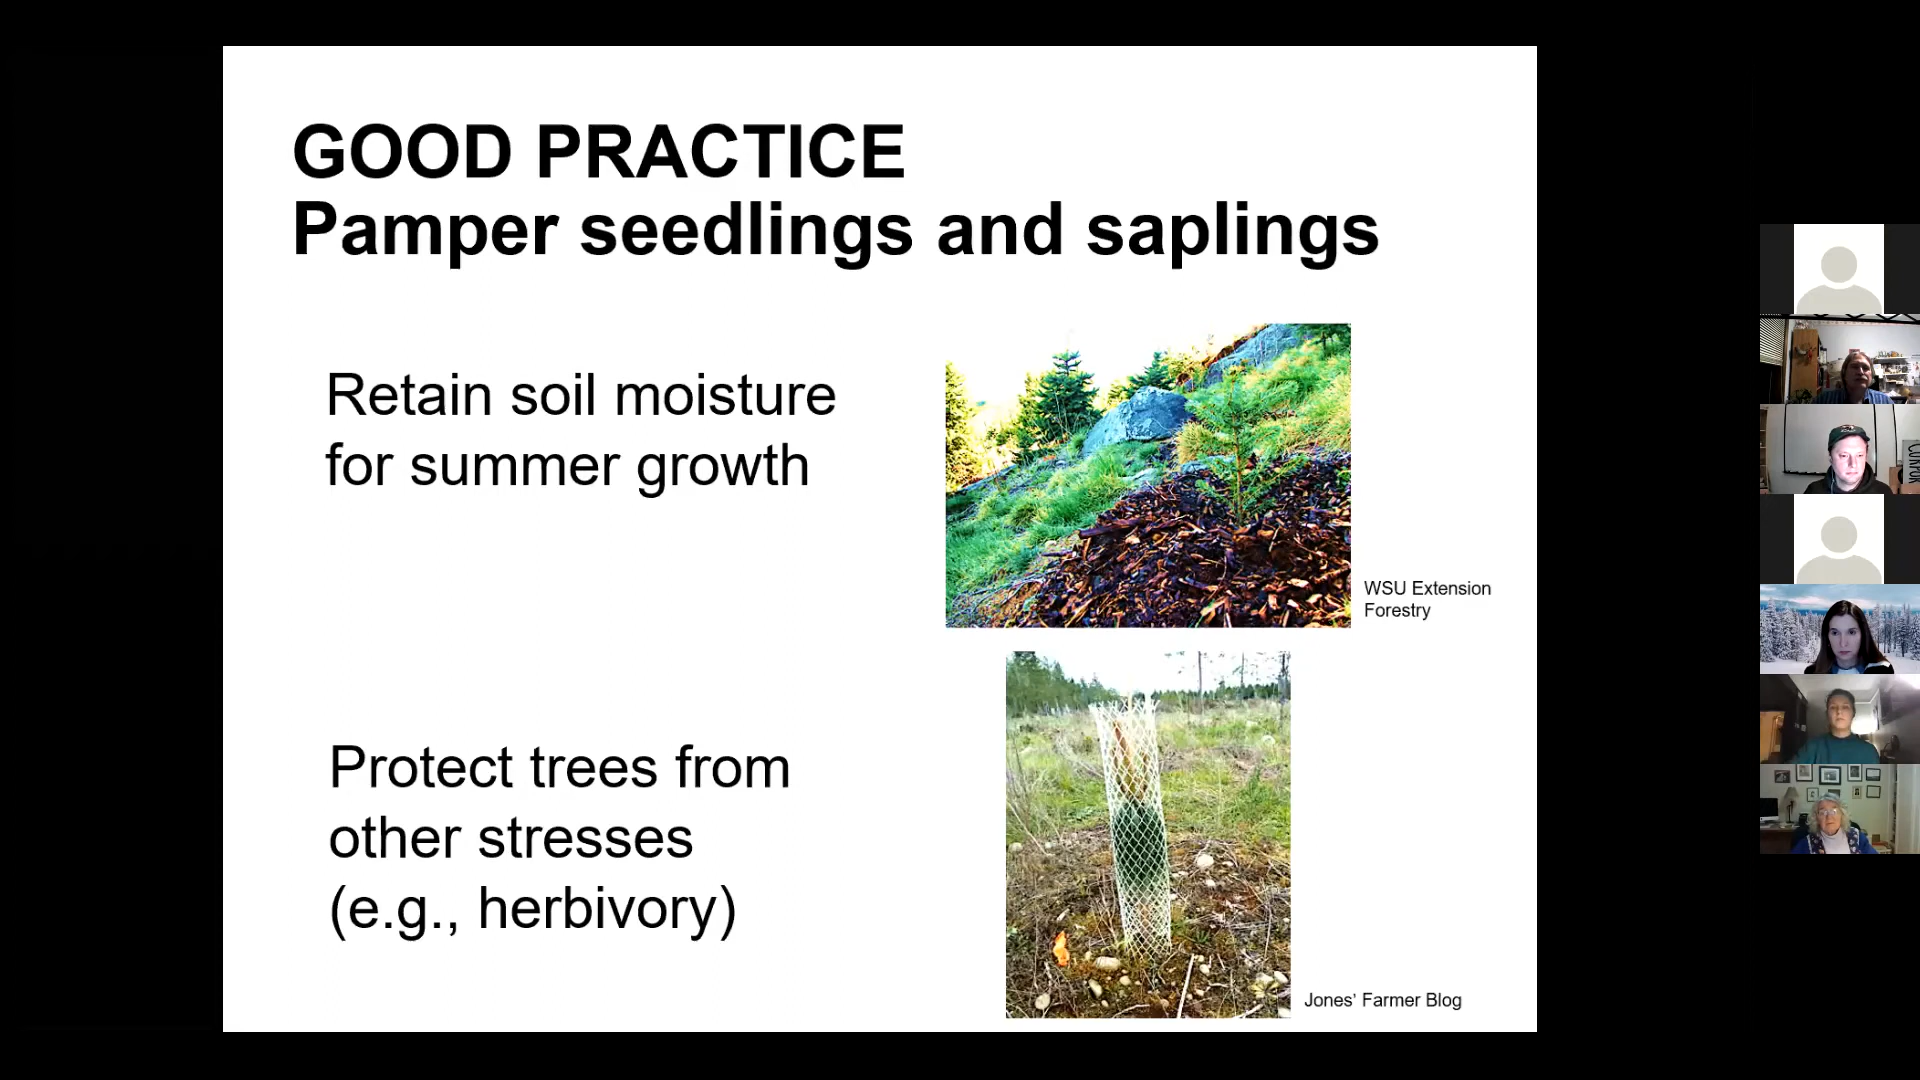 GOOD PRACTICE
Pamper seedlings and saplings
Retain soil moisture
for summer growth
WSU Extension
Forestry
Protect trees from
other stresses
(e.g., herbivory)
Jones' Farmer Blog